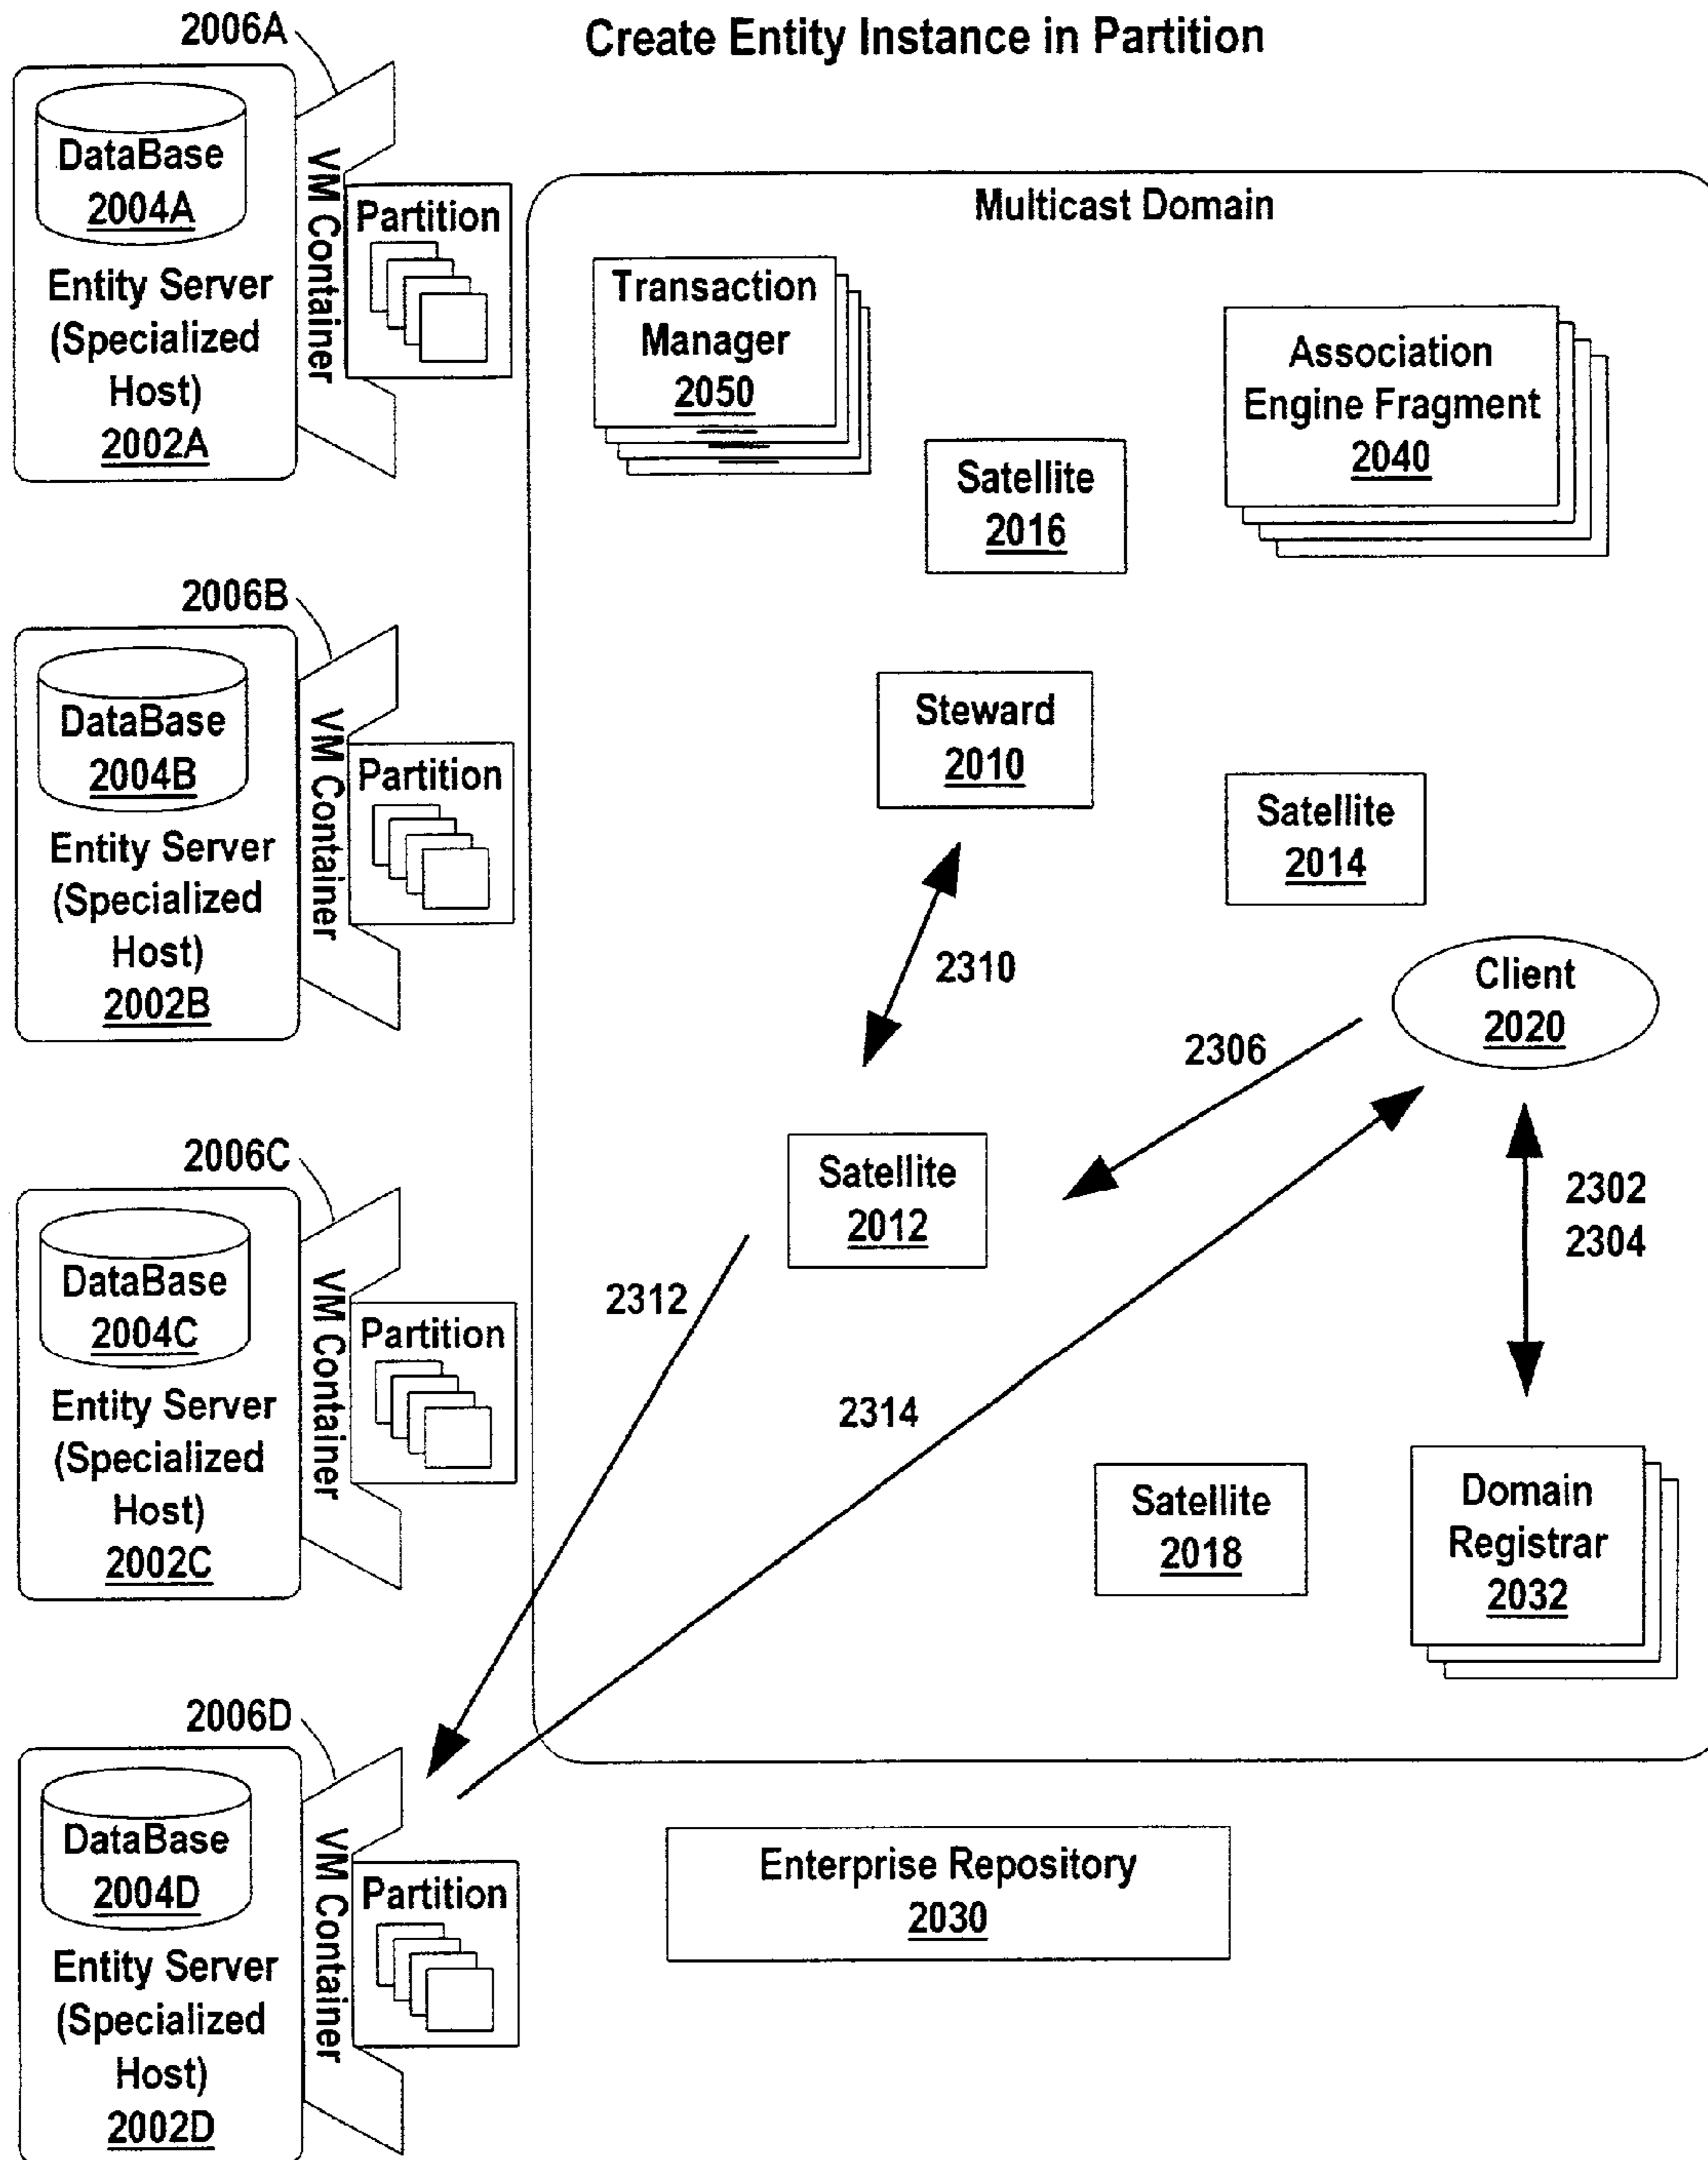 Create Entity Instance in Partition
2006A
DataBase
2004A
Entity Server
(Specialized
Host)
2002A
VM Container
Partition
2006B
DataBase
2004B
Entity Server
(Specialized
Host)
2002B
VM Container
Partition
2006C
DataBase
2004C
Entity Server
(Specialized
Host)
2002C
VM Container
Partition
2006D
DataBase
2004D
Entity Server
(Specialized
Host)
2002D
VM Container
Partition
Multicast Domain
Transaction
Manager
2050
Association
Engine Fragment
2040
Satellite
2016
Steward
2010
Satellite
2014
2310
Client
2020
2306
Satellite
2012
2302
2304
2312
2314
Satellite
2018
Domain
Registrar
2032
Enterprise Repository
2030